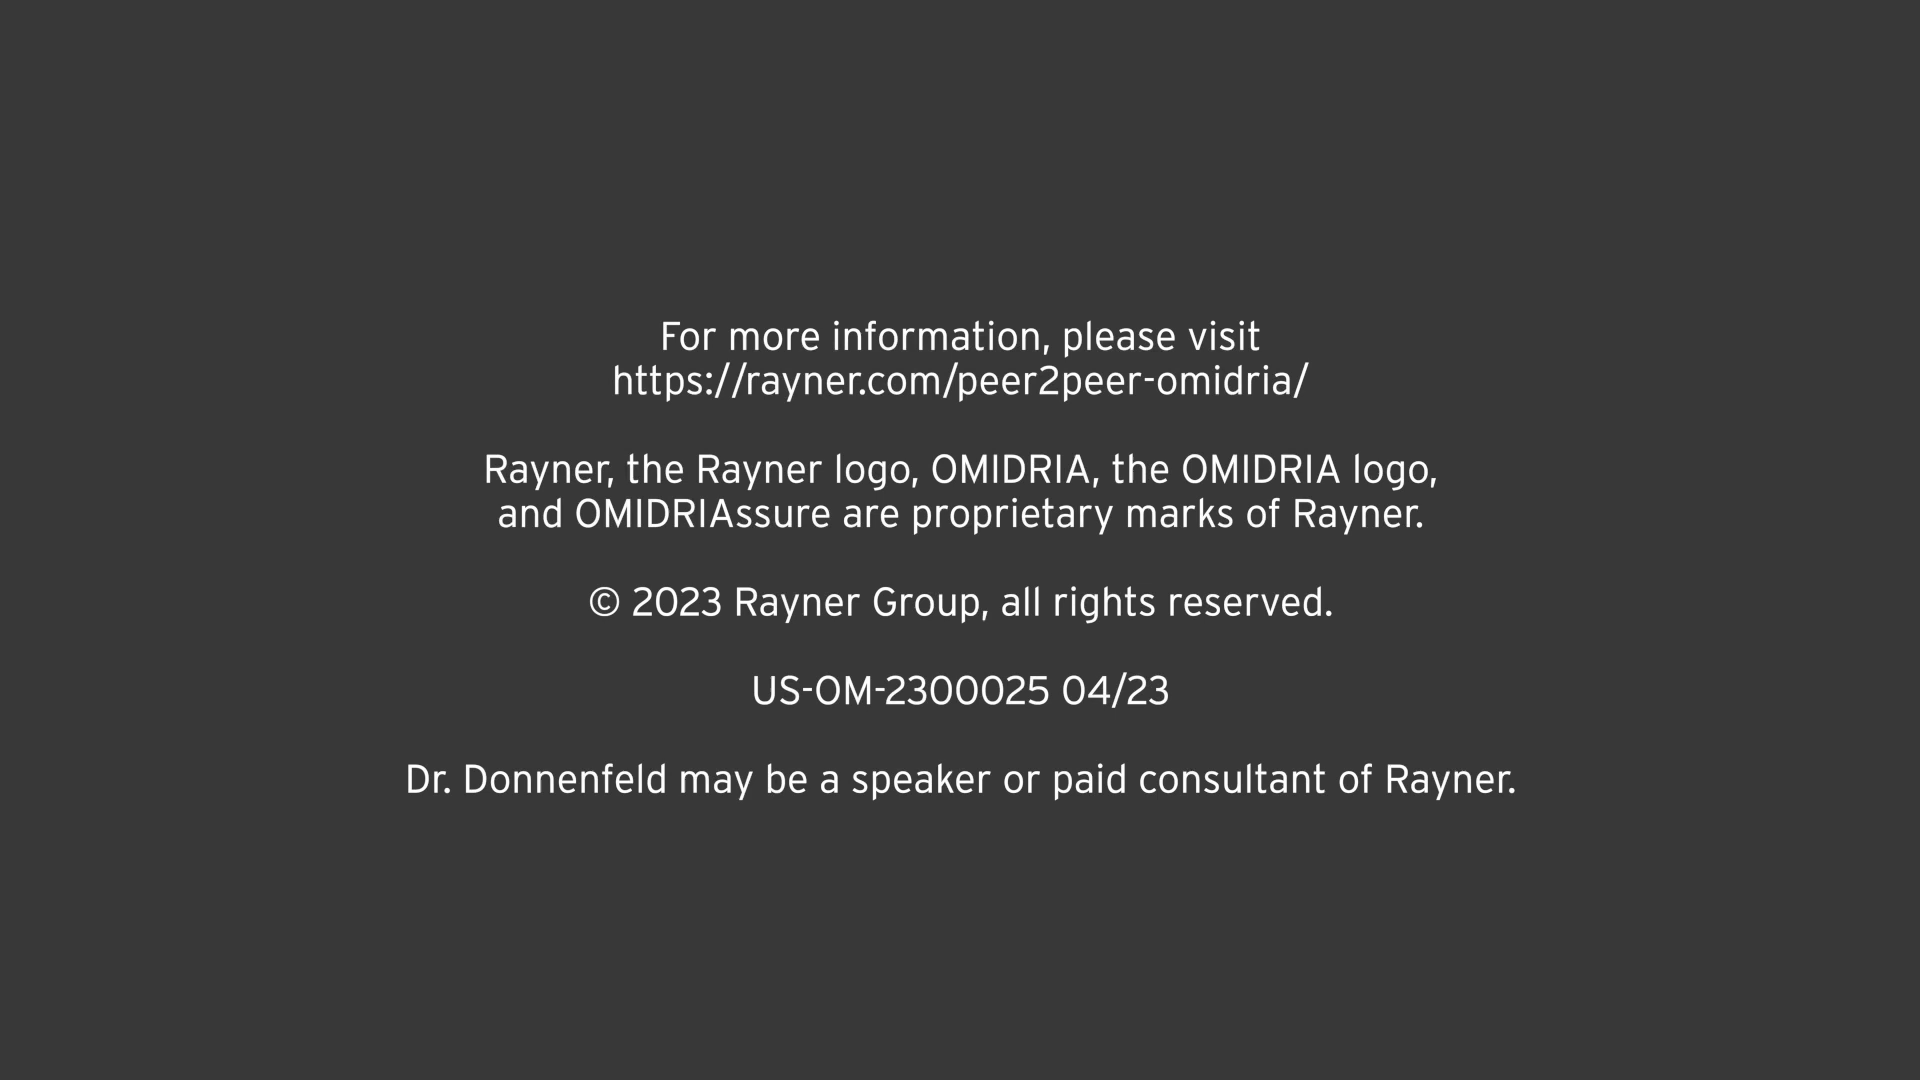 For more information, please visit
https://rayner.com/peer2peer-omidria/
Rayner, the Rayner logo, OMIDRIA, the OMIDRIA logo,
and OMIDRIAssure are proprietary marks of Rayner.
© 2023 Rayner Group, all rights reserved.
US-OM-2300025 04/23
Dr. Donnenfeld may be a speaker or paid consultant of Rayner.